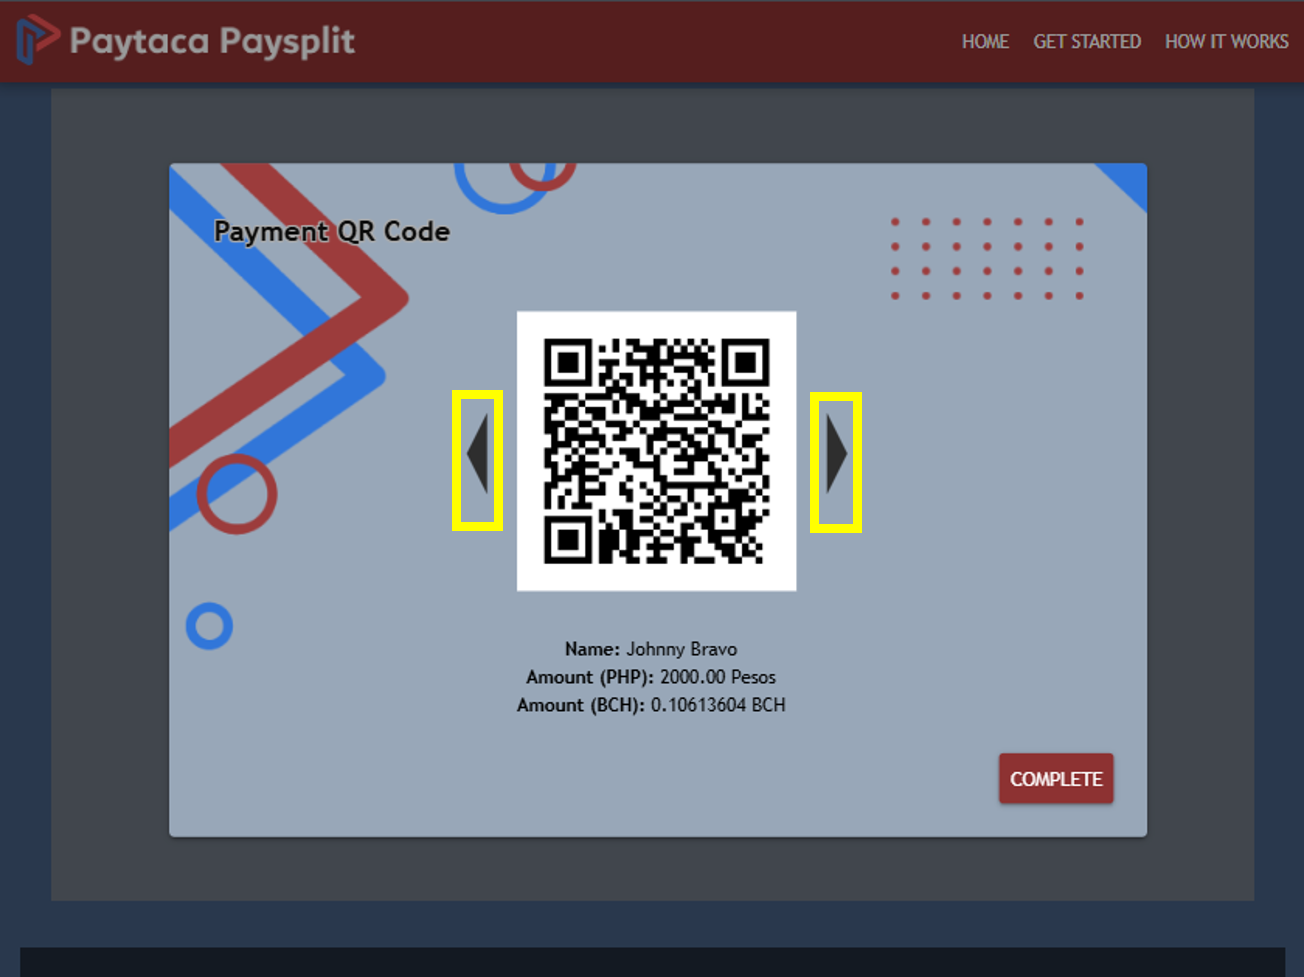 Paytaca Paysplit
HOME GET STARTED HOW IT WORKS
Payment QR Code
Name: Johnny Bravo
Amount (PHP): 2000.00 Pesos
Amount (BCH): 0.10613604 BCH
COMPLETE